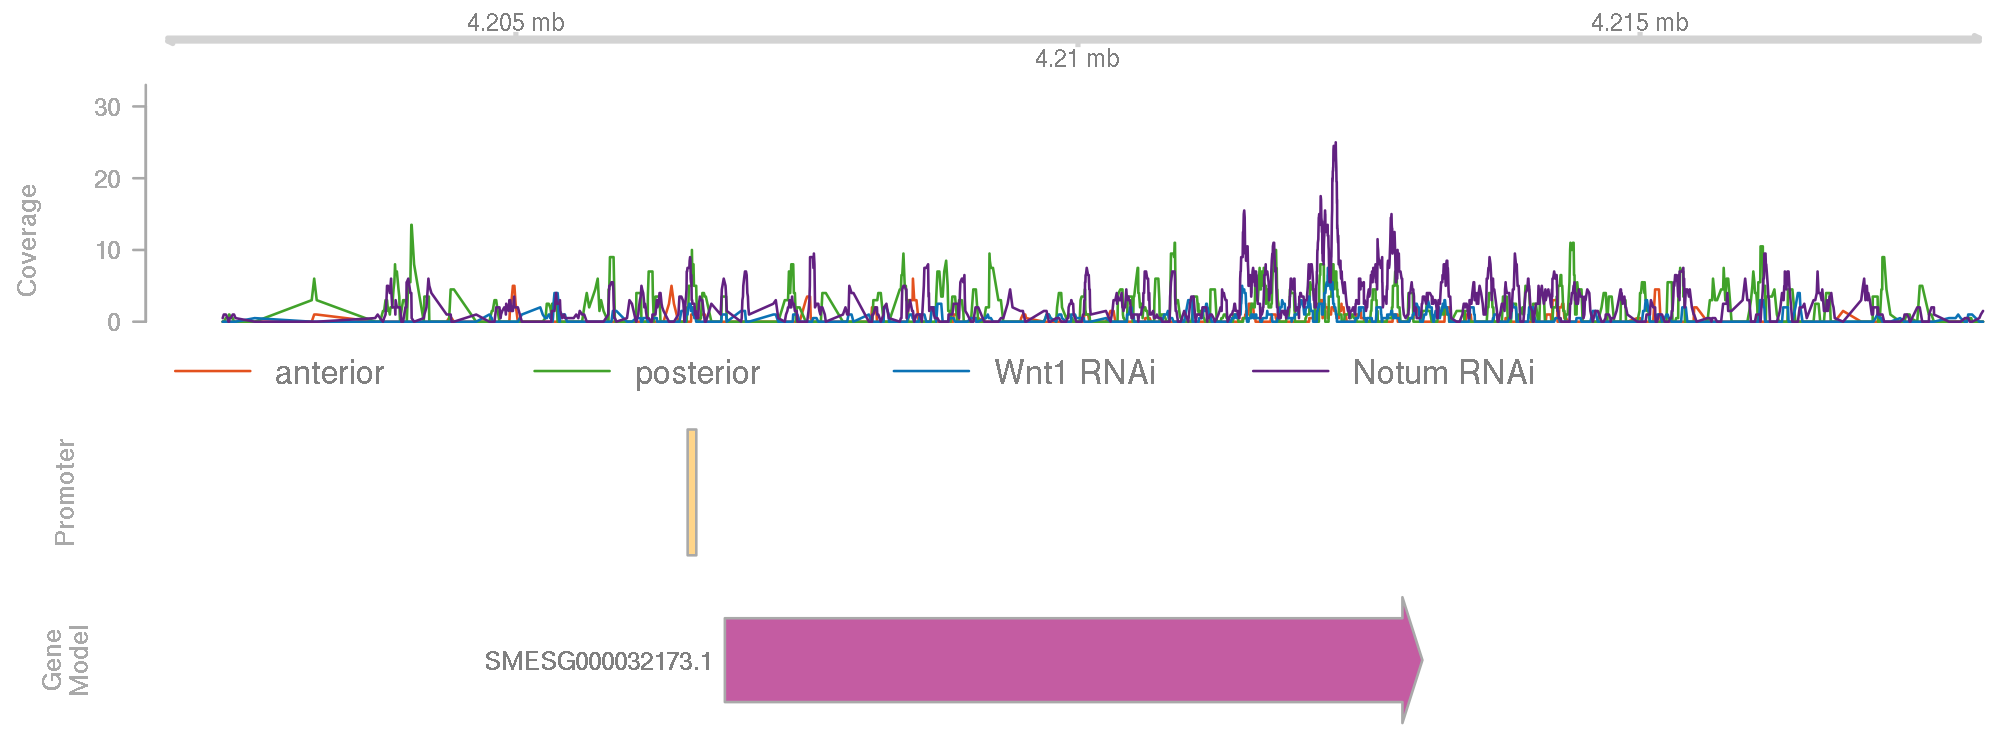 4.205 mb
4.215 mb
4.21 mb
Coverage
30
20
10
0
anterior
posterior
Wnt1 RNAi
Notum RNAi
Promoter
Gene
Model
SMESG000032173.1